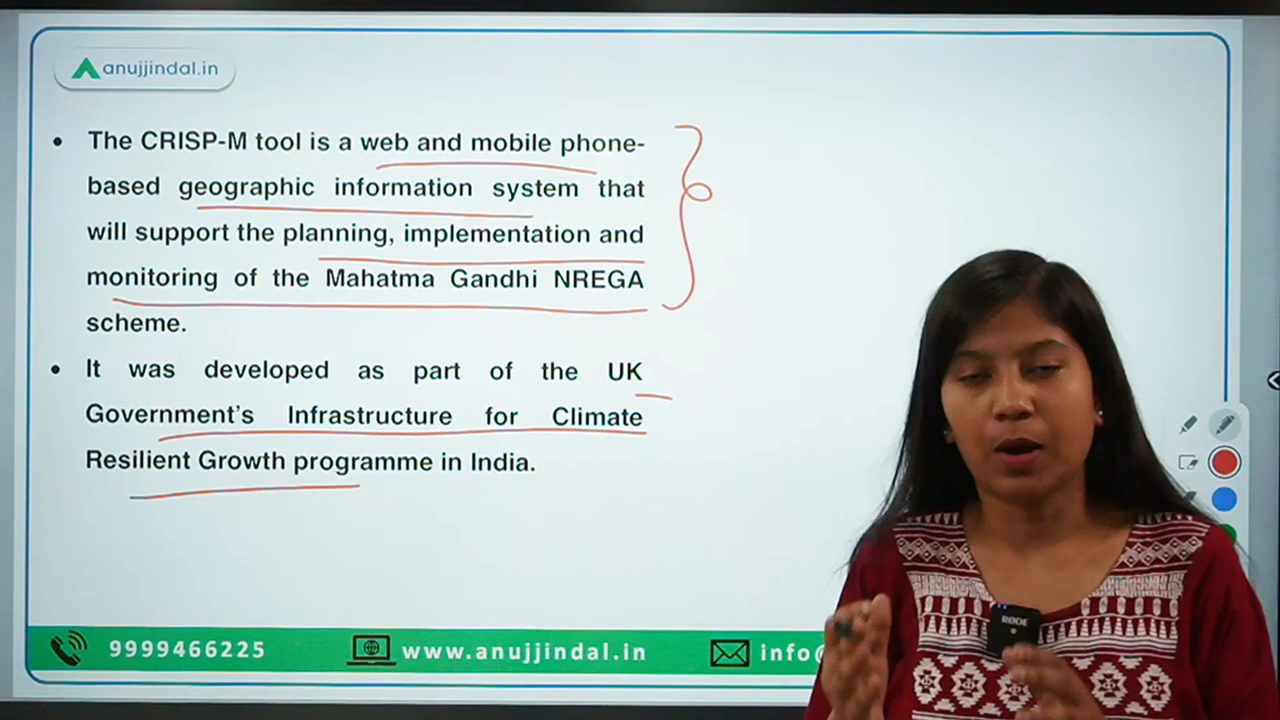 anujjindal.in
The CRISP-M tool is a web and mobile phone-
based geographic information system that
will support the planning, implementation and
monitoring of the Mahatma Gandhi NREGA
scheme.
It was developed as part of the UK
Government's Infrastructure for Climate
Resilient Growth programme in India.
9999466225 www.anujjindal.in info
RØDE